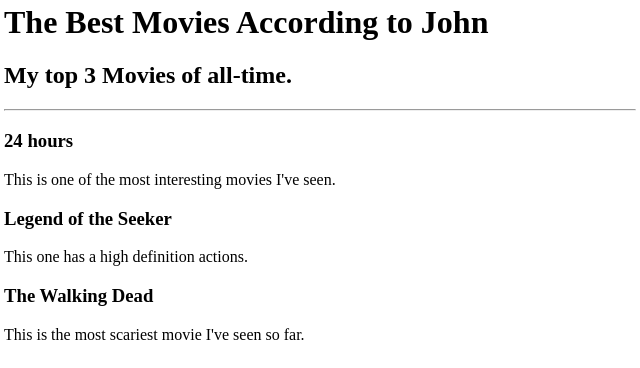 The Best Movies According to John
My top 3 Movies of all-time.
24 hours
This is one of the most interesting movies I've seen.
Legend of the Seeker
This one has a high definition actions.
The Walking Dead
This is the most scariest movie I've seen so far.